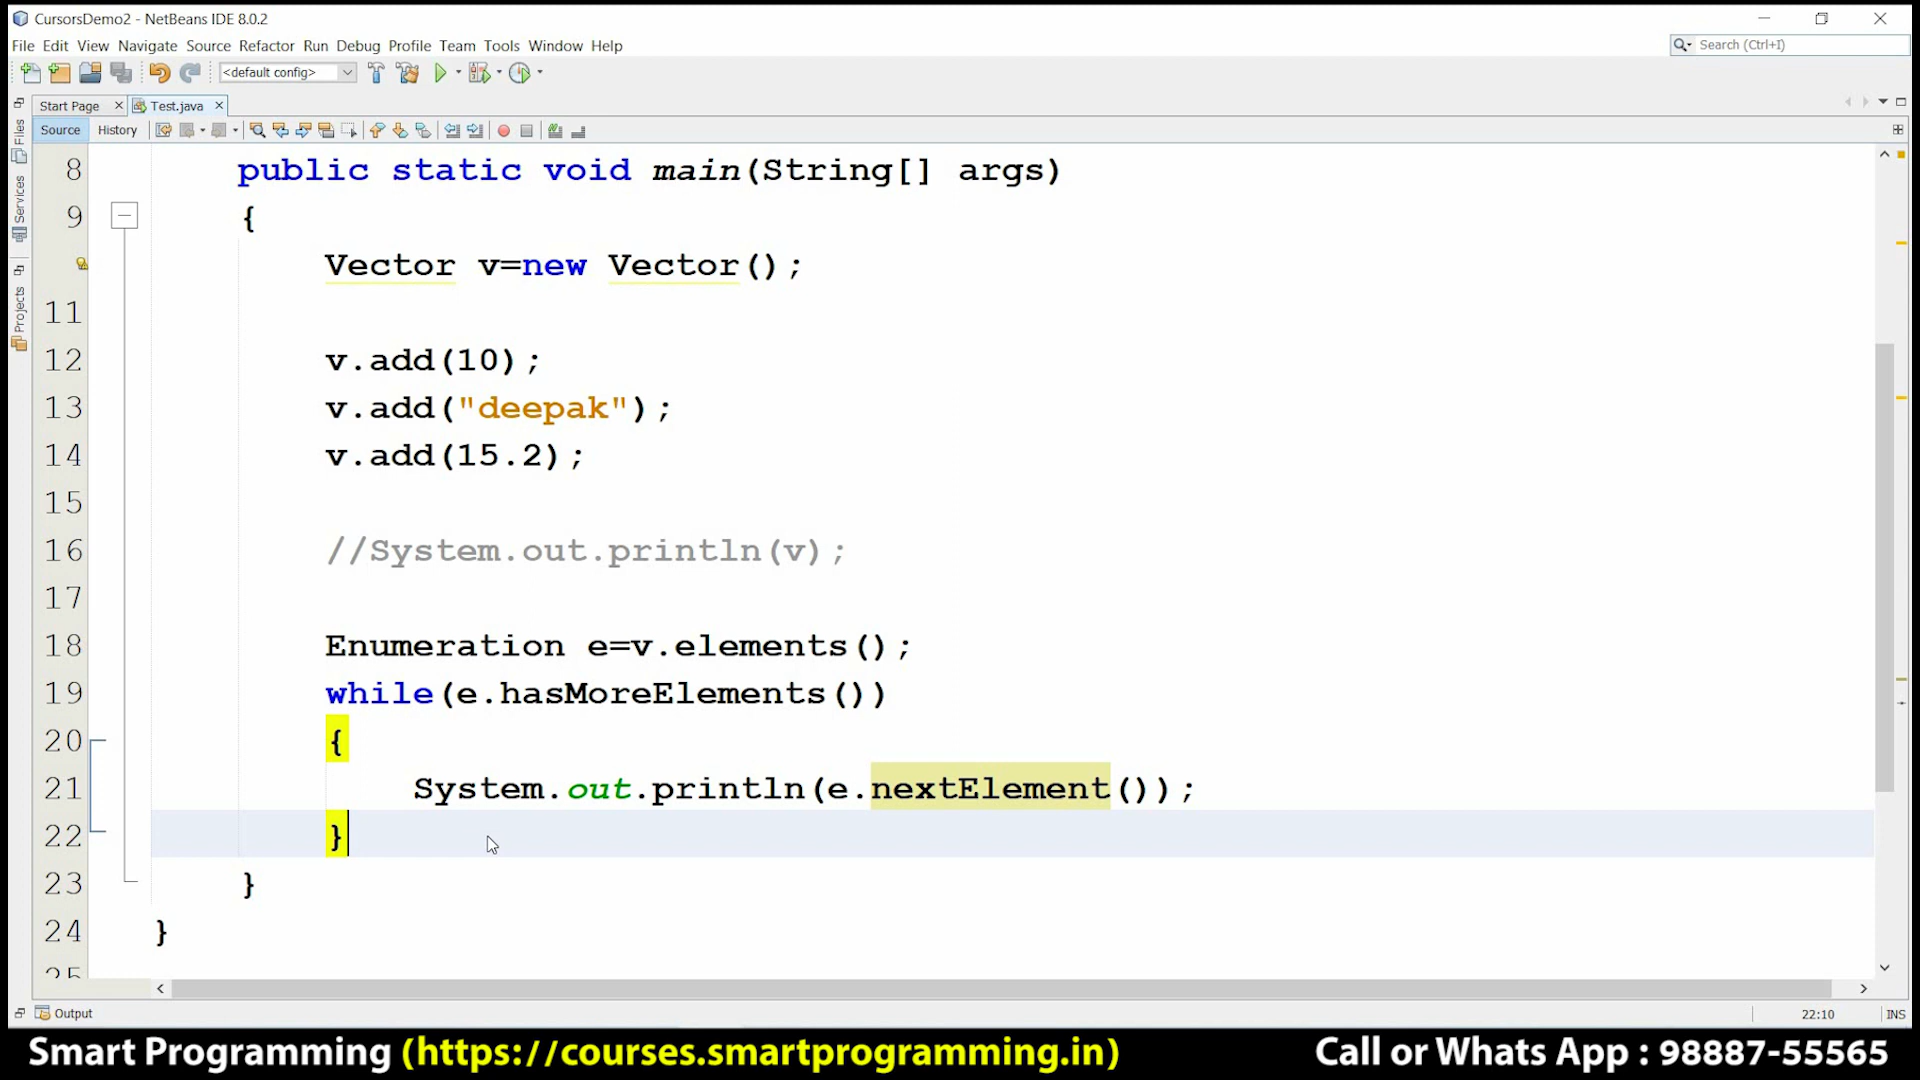 CursorsDemo2 - NetBeans IDE 8.0.2
File Edit View Navigate Source Refactor Run Debug Profile Team Tools Window Help
Search (Ctrl+I)
<default config>
Start Page Test.java
Source History
Files
Services
Projects
8 public static void main(String[] args)
9 {
Vector v=new Vector();
11
12 v.add(10);
13 v.add("deepak");
14 v.add(15.2);
15
16 //System.out.println(v);
17
18 Enumeration e=v.elements();
19 while(e.hasMoreElements())
20 {
21 System.out.println(e.nextElement());
22 }
23 }
24 }
25
Output
22:10 INS
Smart Programming (https://courses.smartprogramming.in) Call or Whats App : 98887-55565